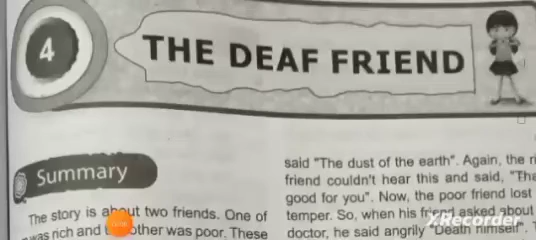 4
THE DEAF FRIEND
Summary
The story is about two friends. One of
was rich and other was poor. These
said "The dust of the earth". Again, the
friend couldn't hear this and said, "The
good for you". Now, the poor friend lost
temper. So, when his friend asked about
doctor, he said angrily "Death himself".
Recorder